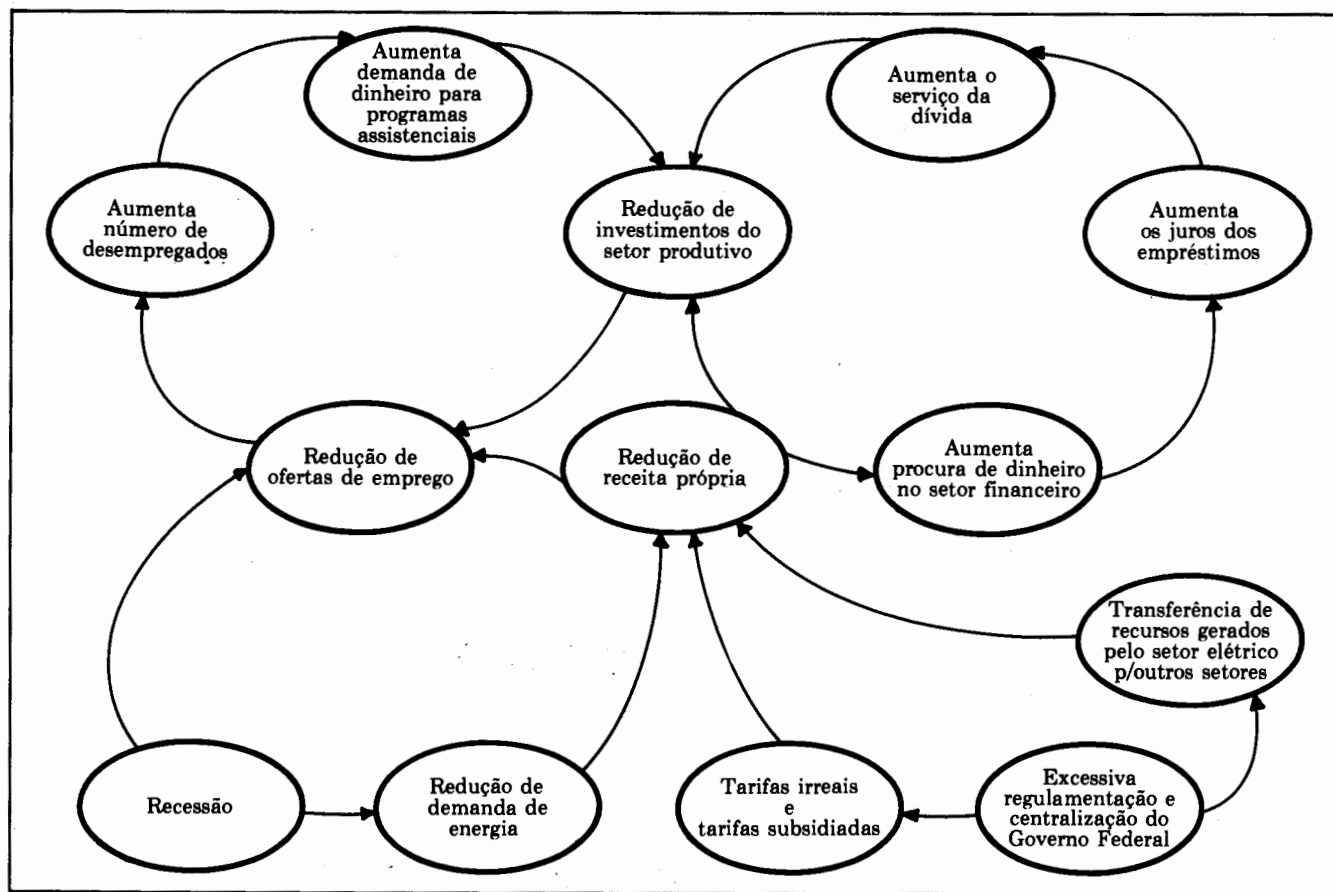 Aumenta
demanda de
dinheiro para
programas
assistenciais
Aumenta o
serviço da
dívida
Aumenta
número de
desempregados
Redução de
investimentos do
setor produtivo
Aumenta
os juros dos
empréstimos
Redução de
ofertas de emprego
Redução de
receita própria
Aumenta
procura de dinheiro
no setor financeiro
Transferência de
recursos gerados
pelo setor elétrico
p/outros setores
Recessão
Redução de
demanda de
energia
Tarifas irreais
e
tarifas subsidiadas
Excessiva
regulamentação e
centralização do
Governo Federal